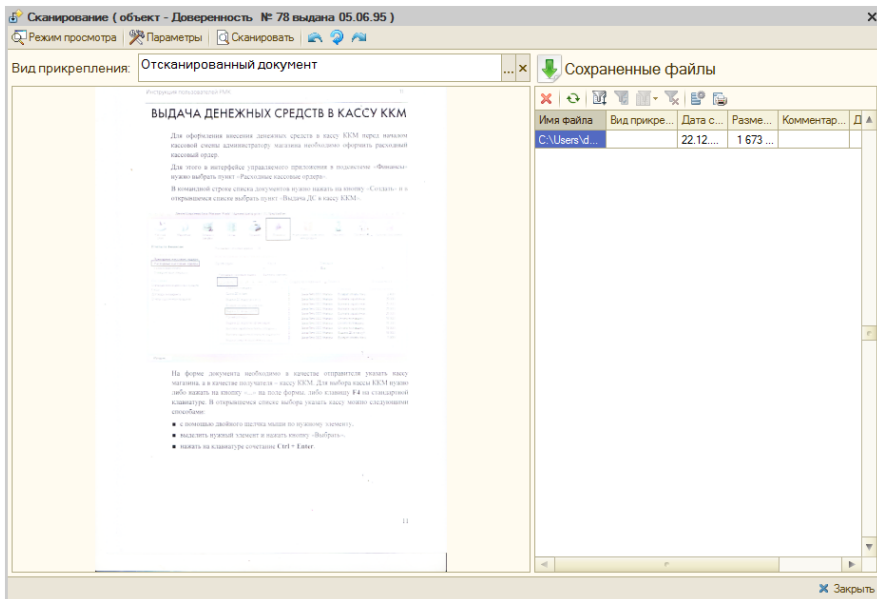 Сканирование ( объект - Доверенность № 78 выдана 05.06.95 )
Режим просмотра Параметры Сканировать
Вид прикрепления: Отсканированный документ ... ×
Сохраненные файлы
Имя файла Вид прикре... Дата с... Разме... Комментар... Д
C:\Users\d... 22.12.... 1 673 ...
ВЫДАЧА ДЕНЕЖНЫХ СРЕДСТВ В КАССУ ККМ
Для оформления внесения денежных средств в кассу ККМ перед началом
кассовой смены администратору магазина необходимо оформить расходный
кассовый ордер.
Для этого в интерфейсе управляемого приложения в подсистеме «Финансы»
нужно выбрать пункт «Расходные кассовые ордера».
В командной строке списка документов нужно нажать на кнопку «Создать» и в
открывшемся списке выбрать пункт «Выдача ДС в кассу ККМ».
На форме документа необходимо в качестве отправителя указать кассу
магазина, а в качестве получателя - кассу ККМ. Для выбора кассы ККМ нужно
либо нажать на кнопку «...» на поле формы, либо клавишу F4 на стандартной
клавиатуре. В открывшемся списке выбора указать кассу можно следующими
способами:
■ с помощью двойного щелчка мыши по нужному элементу,
■ выделить нужный элемент и нажать кнопку «Выбрать»,
■ нажать на клавиатуре сочетание Ctrl + Enter.
11
Закрыть